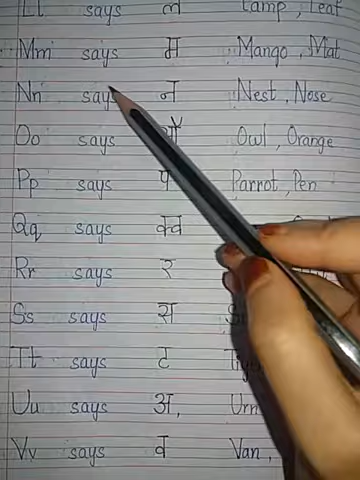 Ll says ल Lamp, Leaf
Mm says म Mango, Mat
Nn says न Nest, Nose
Oo says Owl, Orange
Pp says प Parrot, Pen
Qq says क्व
Rr says र
Ss says स
Tt says ट
Uu says अ, Urn
Vv says व Van,